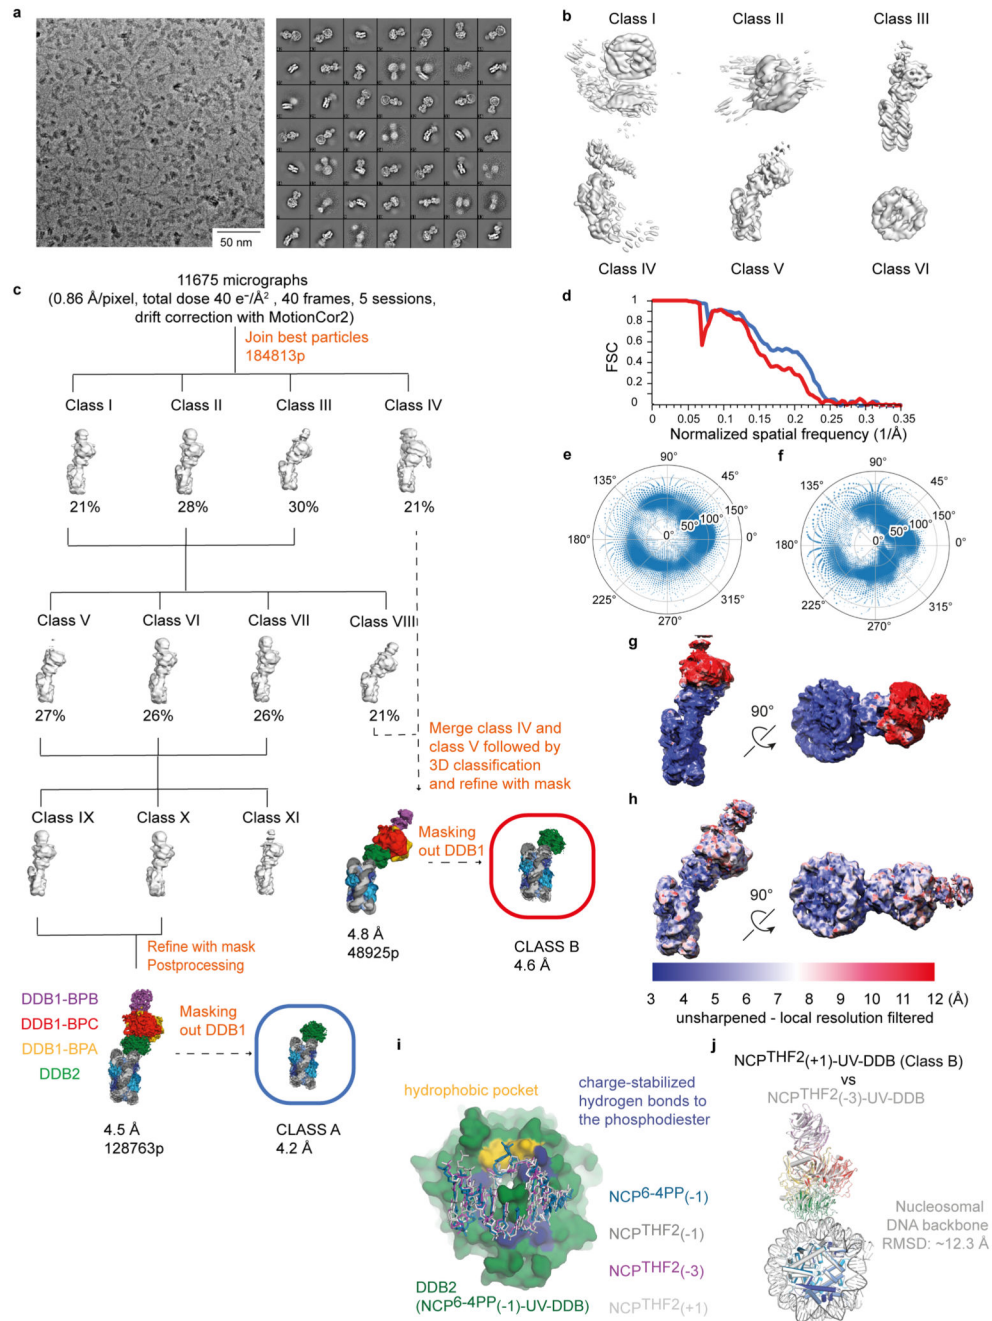 a
50 nm
b
Class I
Class II
Class III
Class IV
Class V
Class VI
c
11675 micrographs
(0.86 Å/pixel, total dose 40 e⁻/Å² , 40 frames, 5 sessions,
drift correction with MotionCor2)
Join best particles
184813p
Class I
Class II
Class III
Class IV
21%
28%
30%
21%
Class V
Class VI
Class VII
Class VIII
27%
26%
26%
21%
Merge class IV and
class V followed by
3D classification
and refine with mask
Class IX
Class X
Class XI
Masking
out DDB1
4.8 Å
48925p
CLASS B
4.6 Å
Refine with mask
Postprocessing
DDB1-BPB
DDB1-BPC
DDB1-BPA
DDB2
Masking
out DDB1
4.5 Å
128763p
CLASS A
4.2 Å
d
FSC
1
0.8
0.6
0.4
0.2
0
0
0.05
0.1
0.15
0.2
0.25
0.3
0.35
Normalized spatial frequency (1/Å)
e
90°
45°
135°
150°
100°
50°
0°
180°
0°
225°
315°
270°
f
90°
45°
135°
150°
100°
50°
0°
180°
0°
225°
315°
270°
g
90°
h
90°
3 4 5 6 7 8 9 10 11 12 (Å)
unsharpened - local resolution filtered
i
hydrophobic pocket
charge-stabilized
hydrogen bonds to
the phosphodiester
NCP6-4PP(-1)
NCPTHF2(-1)
NCPTHF2(-3)
NCPTHF2(+1)
DDB2
(NCP6-4PP(-1)-UV-DDB)
j
NCPTHF2(+1)-UV-DDB (Class B)
vs
NCPTHF2(-3)-UV-DDB
Nucleosomal
DNA backbone
RMSD: ~12.3 Å